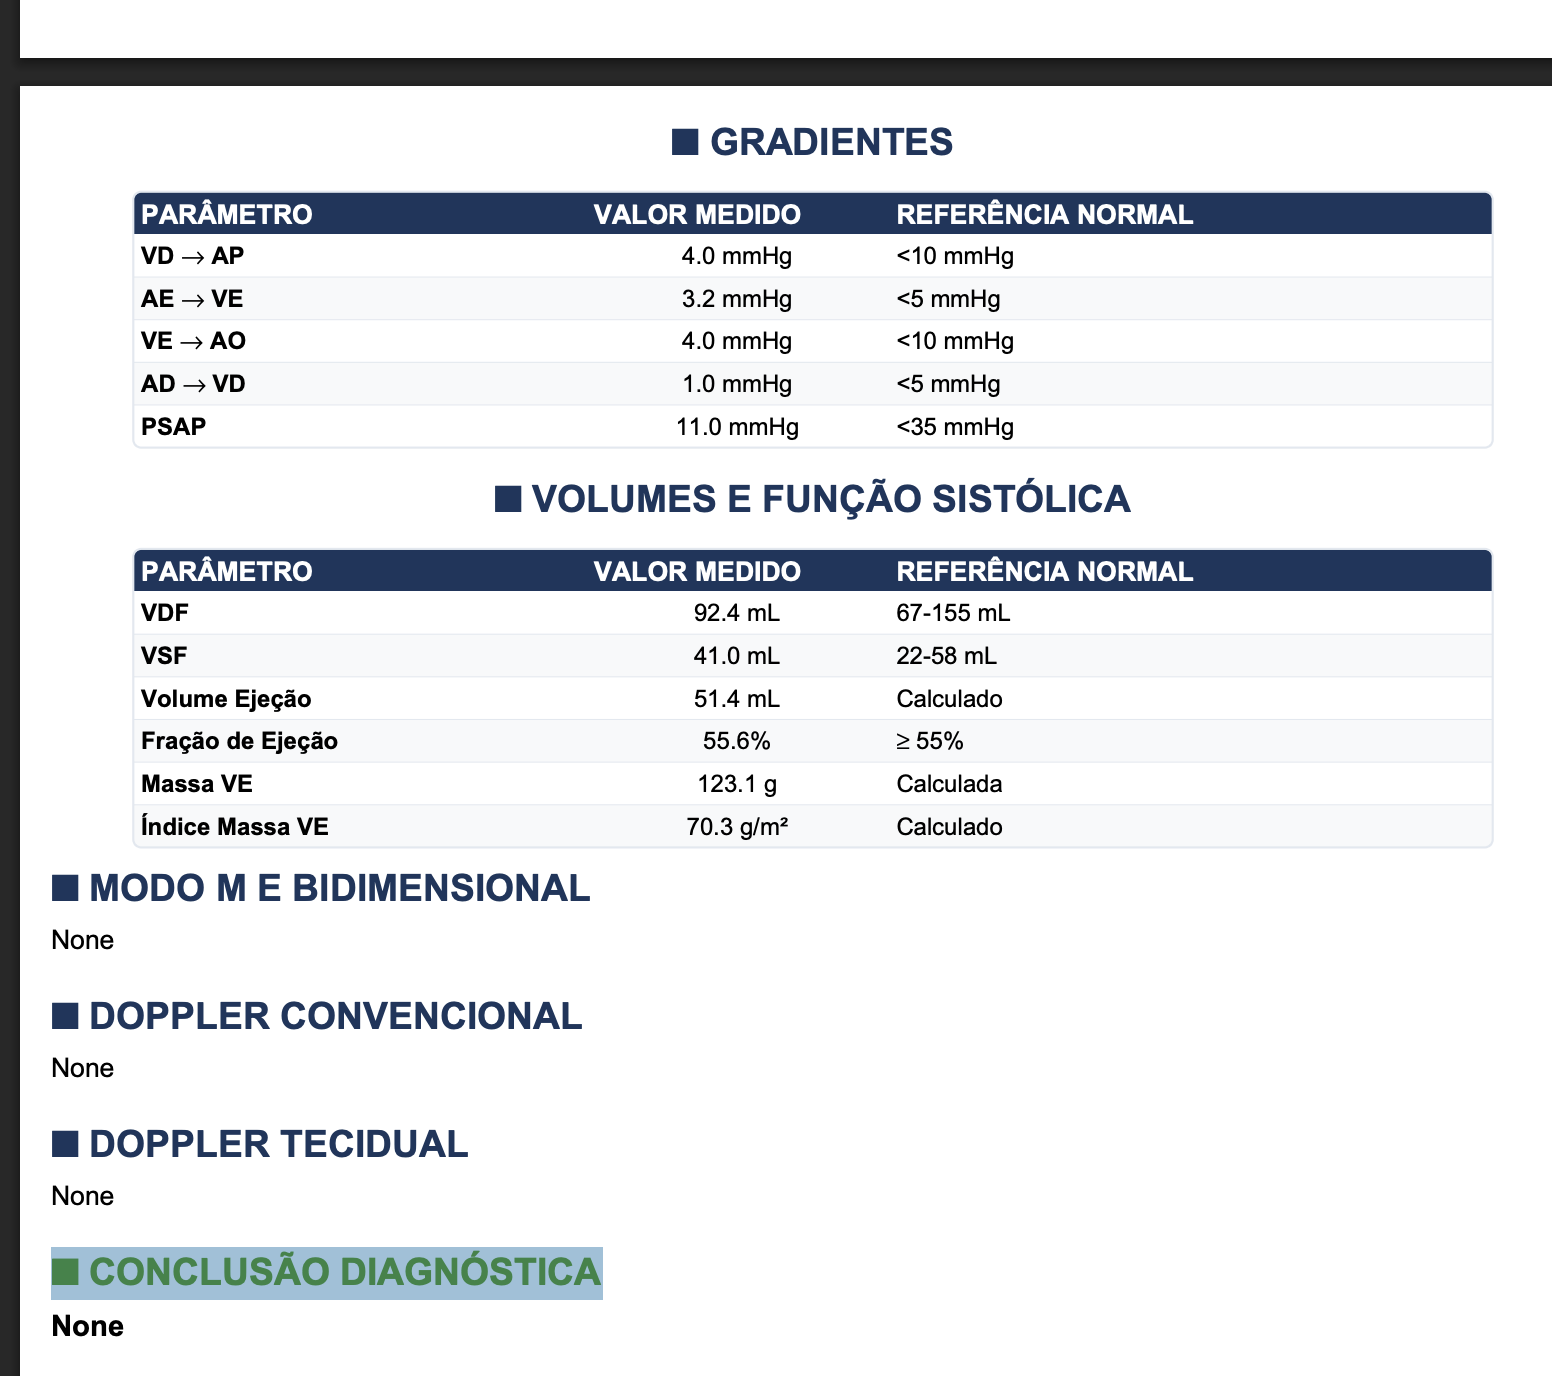 ■ GRADIENTES
PARÂMETRO VALOR MEDIDO REFERÊNCIA NORMAL
VD → AP 4.0 mmHg <10 mmHg
AE → VE 3.2 mmHg <5 mmHg
VE → AO 4.0 mmHg <10 mmHg
AD → VD 1.0 mmHg <5 mmHg
PSAP 11.0 mmHg <35 mmHg
■ VOLUMES E FUNÇÃO SISTÓLICA
PARÂMETRO VALOR MEDIDO REFERÊNCIA NORMAL
VDF 92.4 mL 67-155 mL
VSF 41.0 mL 22-58 mL
Volume Ejeção 51.4 mL Calculado
Fração de Ejeção 55.6% ≥ 55%
Massa VE 123.1 g Calculada
Índice Massa VE 70.3 g/m² Calculado
■ MODO M E BIDIMENSIONAL
None
■ DOPPLER CONVENCIONAL
None
■ DOPPLER TECIDUAL
None
■ CONCLUSÃO DIAGNÓSTICA
None